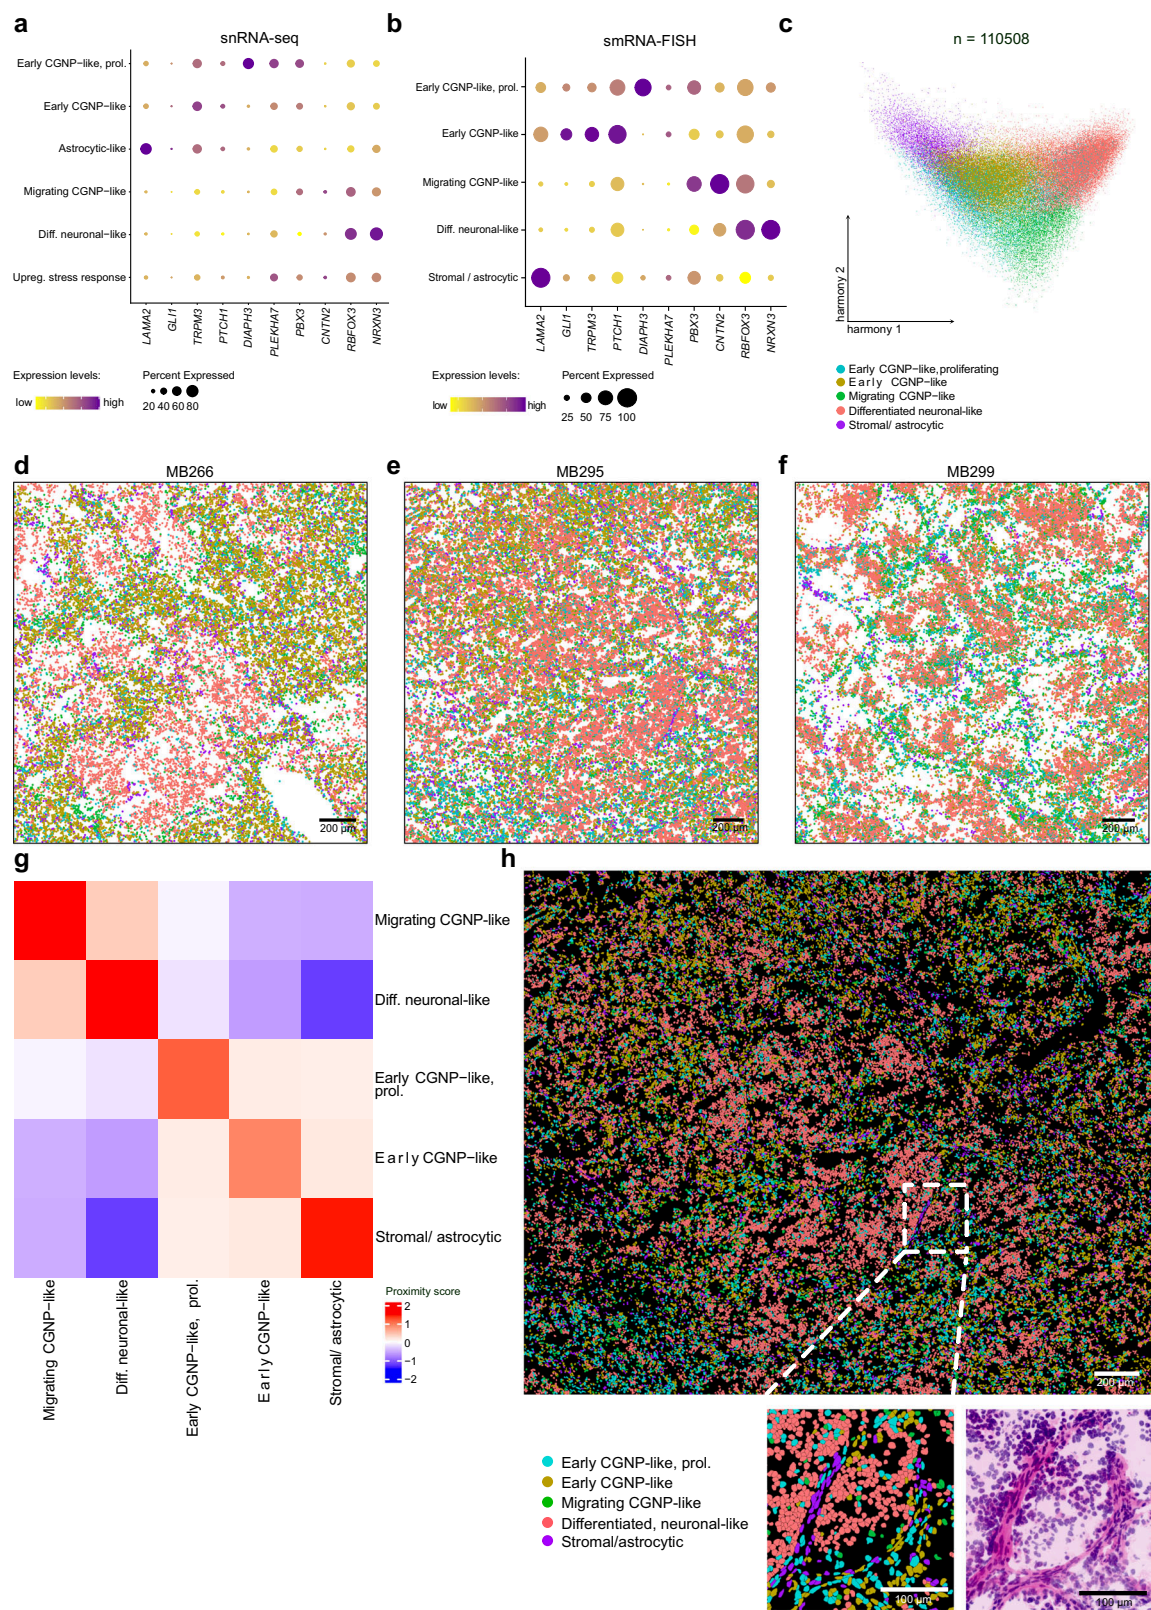 a
snRNA-seq
Early CGNP-like, prol.
Early CGNP-like
Astrocytic-like
Migrating CGNP-like
Diff. neuronal-like
Upreg. stress response
LAMA2
GLI1
TRPM3
PTCH1
DIAPH3
PLEKHA7
PBX3
CNTN2
RBFOX3
NRXN3
Expression levels:
low high
Percent Expressed
20 40 60 80
b
smRNA-FISH
Early CGNP-like, prol.
Early CGNP-like
Migrating CGNP-like
Diff. neuronal-like
Stromal / astrocytic
LAMA2
GLI1
TRPM3
PTCH1
DIAPH3
PLEKHA7
PBX3
CNTN2
RBFOX3
NRXN3
Expression levels:
low high
Percent Expressed
25 50 75 100
c
n = 110508
harmony 2
harmony 1
Early CGNP-like,proliferating
Early CGNP-like
Migrating CGNP-like
Differentiated neuronal-like
Stromal/ astrocytic
d
MB266
200 µm
e
MB295
200 µm
f
MB299
200 µm
g
Migrating CGNP-like
Diff. neuronal-like
Early CGNP-like,
prol.
Early CGNP-like
Stromal/ astrocytic
Migrating CGNP-like
Diff. neuronal-like
Early CGNP-like, prol.
Early CGNP-like
Stromal/ astrocytic
Proximity score
2
1
0
-1
-2
h
200 µm
Early CGNP-like, prol.
Early CGNP-like
Migrating CGNP-like
Differentiated, neuronal-like
Stromal/astrocytic
100 µm
100 µm